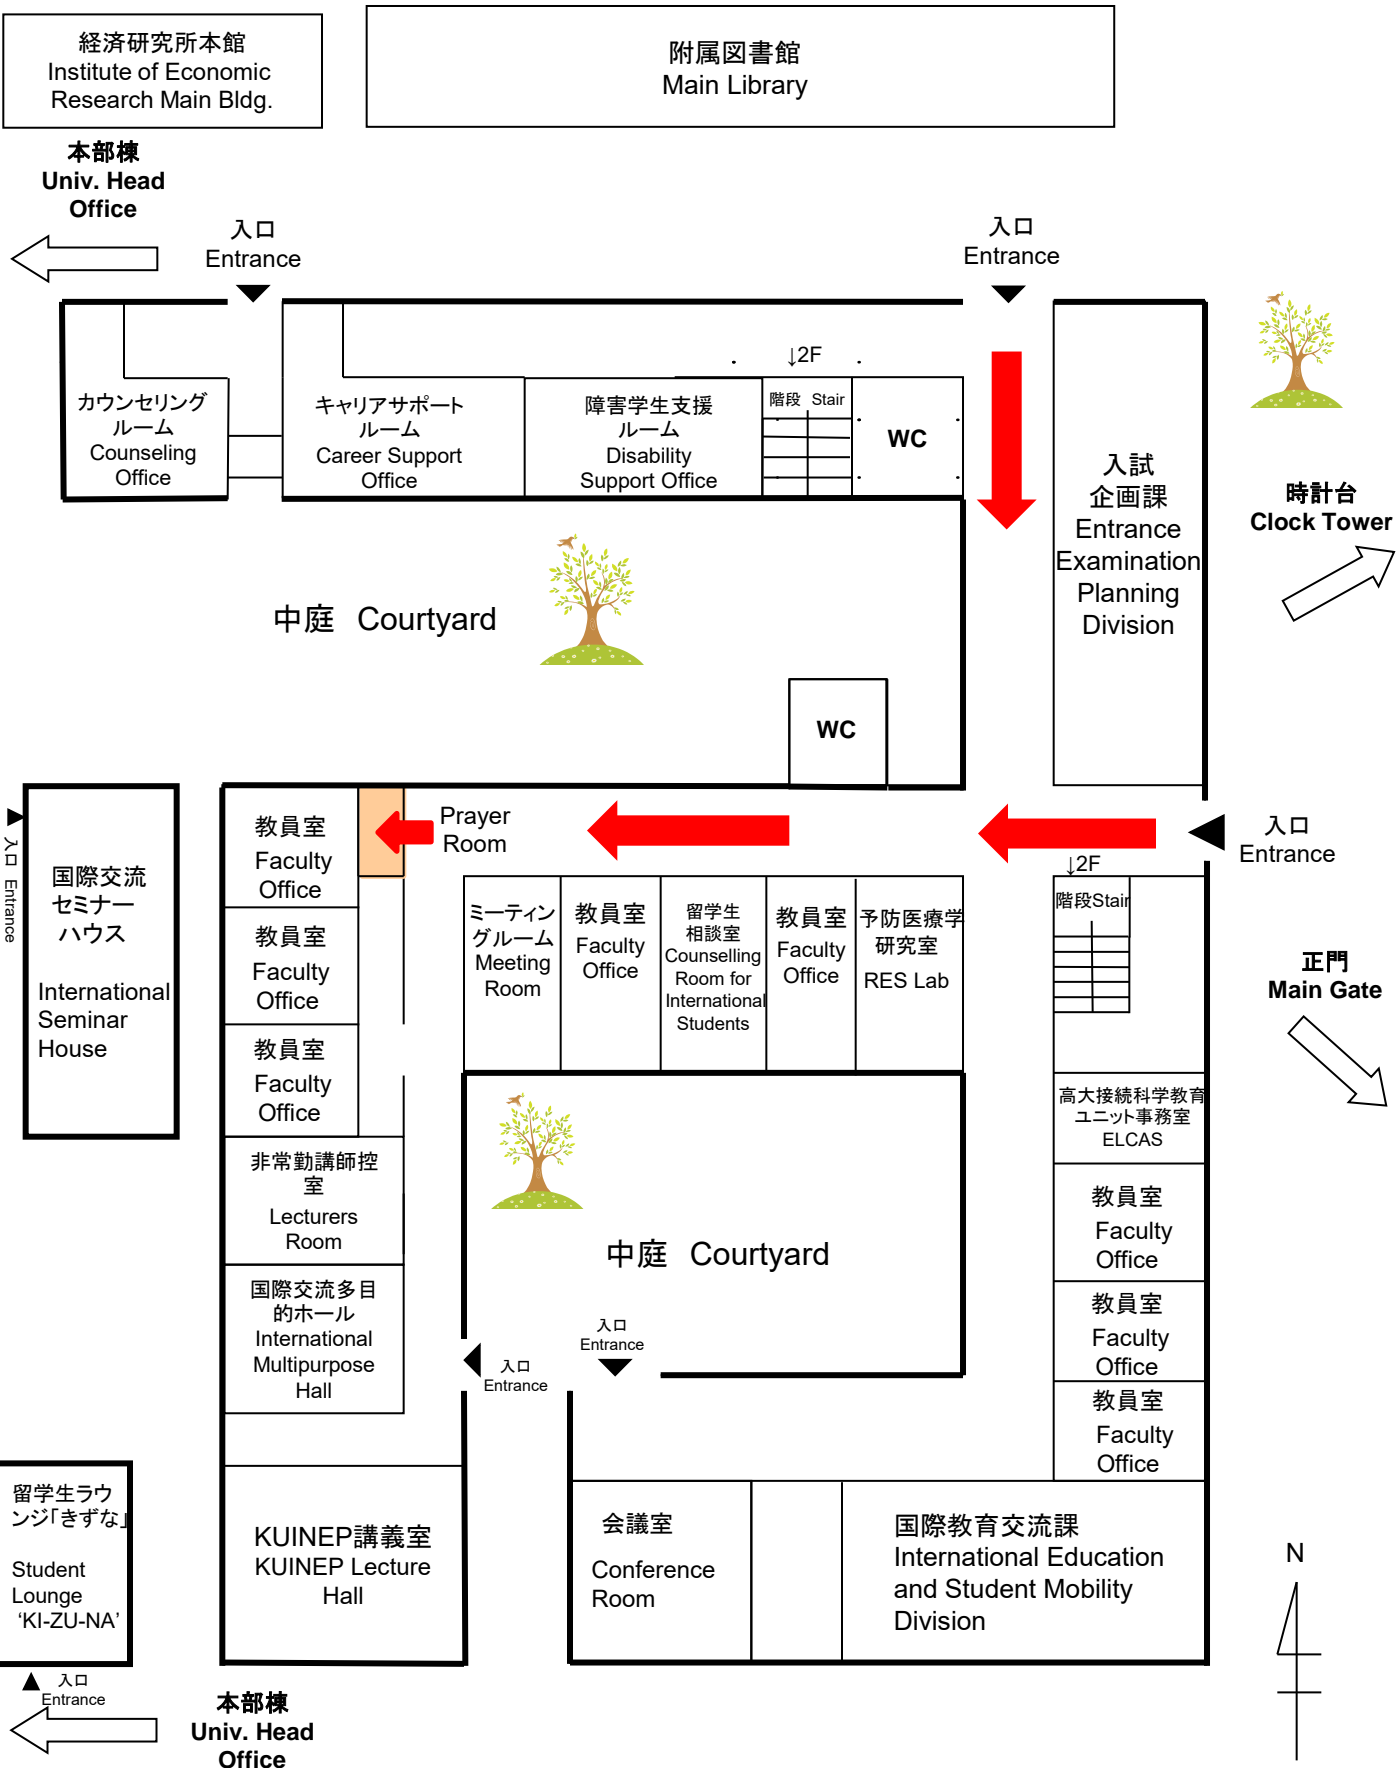 経済研究所本館
Institute of Economic
Research Main Bldg.
附属図書館
Main Library
本部棟
Univ. Head
Office
入口
Entrance
入口
Entrance
↓2F
カウンセリング
ルーム
Counseling
Office
キャリアサポート
ルーム
Career Support
Office
障害学生支援
ルーム
Disability
Support Office
階段 Stair
WC
入試
企画課
Entrance
Examination
Planning
Division
時計台
Clock Tower
中庭 Courtyard
WC
入口 Entrance
国際交流
セミナー
ハウス
International
Seminar
House
教員室
Faculty
Office
Prayer
Room
入口
Entrance
↓2F
階段Stair
ミーティン
グルーム
Meeting
Room
教員室
Faculty
Office
留学生
相談室
Counselling
Room for
International
Students
教員室
Faculty
Office
予防医療学
研究室
RES Lab
教員室
Faculty
Office
正門
Main Gate
教員室
Faculty
Office
高大接続科学教育
ユニット事務室
ELCAS
非常勤講師控
室
Lecturers
Room
教員室
Faculty
Office
中庭 Courtyard
国際交流多目
的ホール
International
Multipurpose
Hall
入口
Entrance
入口
Entrance
教員室
Faculty
Office
教員室
Faculty
Office
留学生ラウ
ンジ「きずな」
Student
Lounge
‘KI-ZU-NA’
KUINEP講義室
KUINEP Lecture
Hall
会議室
Conference
Room
国際教育交流課
International Education
and Student Mobility
Division
N
入口
Entrance
本部棟
Univ. Head
Office